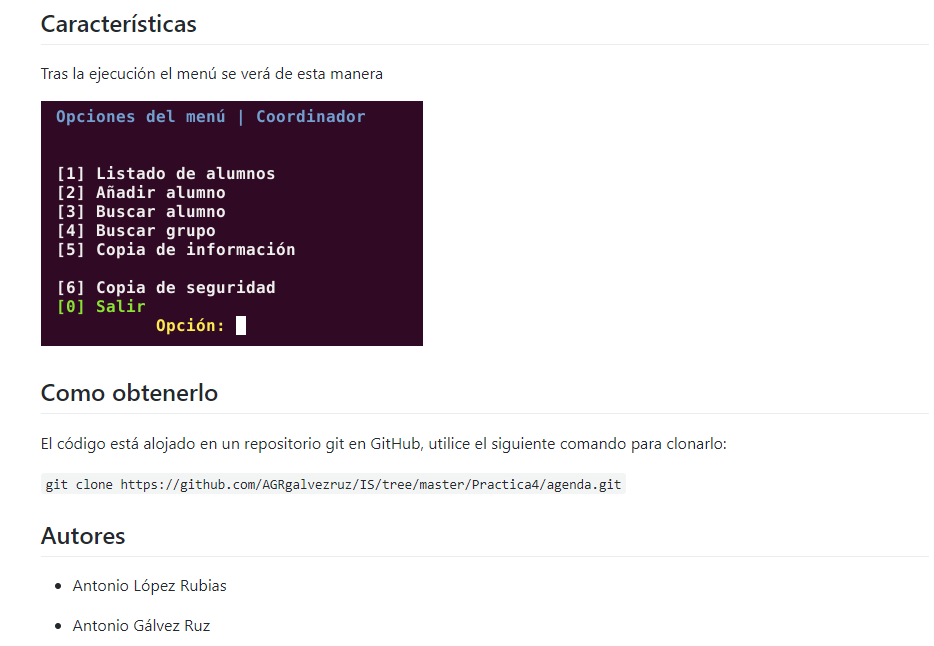 Características
Tras la ejecución el menú se verá de esta manera
Opciones del menú | Coordinador
[1] Listado de alumnos
[2] Añadir alumno
[3] Buscar alumno
[4] Buscar grupo
[5] Copia de información
[6] Copia de seguridad
[0] Salir
Opción:
Como obtenerlo
El código está alojado en un repositorio git en GitHub, utilice el siguiente comando para clonarlo:
git clone https://github.com/AGRgalvezruz/IS/tree/master/Practica4/agenda.git
Autores
• Antonio López Rubias
• Antonio Gálvez Ruz